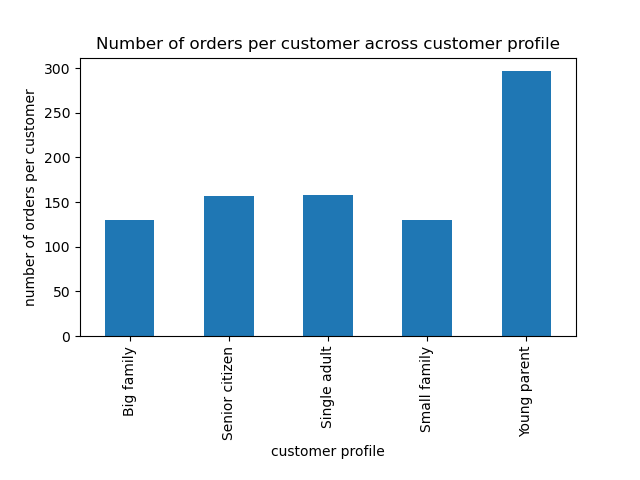 Number of orders per customer across customer profile
number of orders per customer
300
250
200
150
100
50
0
Big family
Senior citizen
Single adult
Small family
Young parent
customer profile